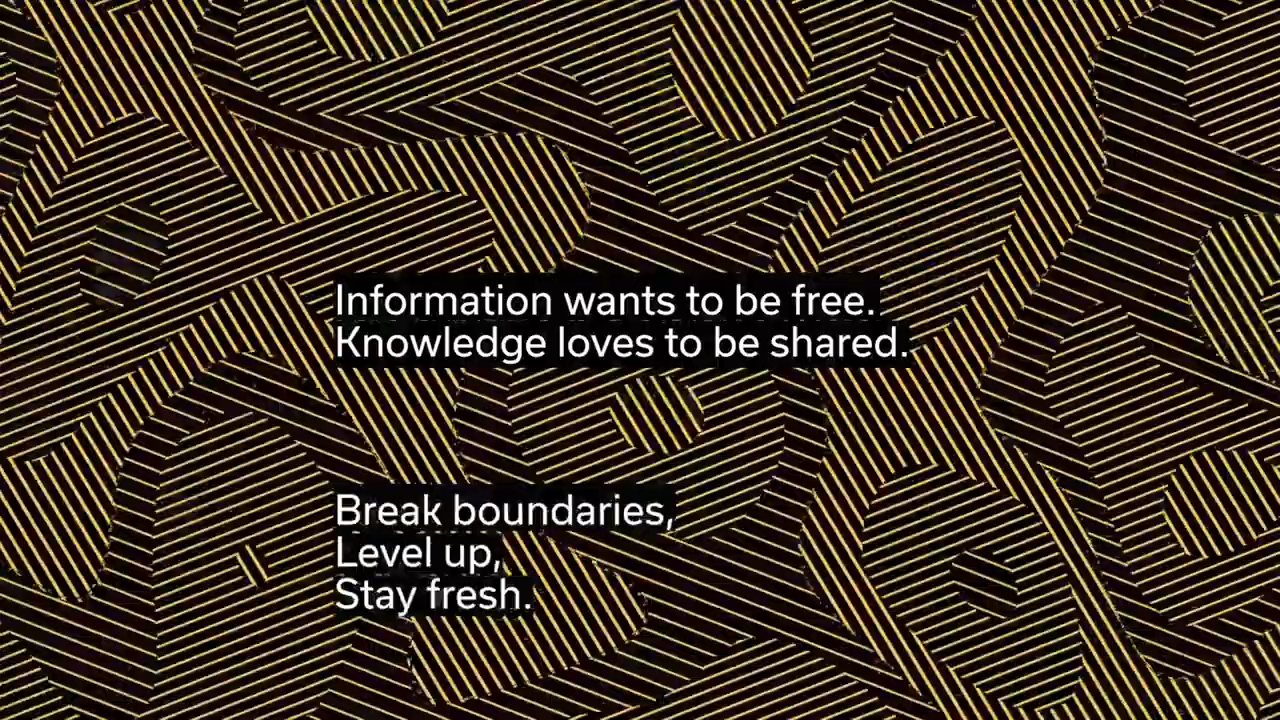 Information wants to be free.
Knowledge loves to be shared.
Break boundaries,
Level up,
Stay fresh.